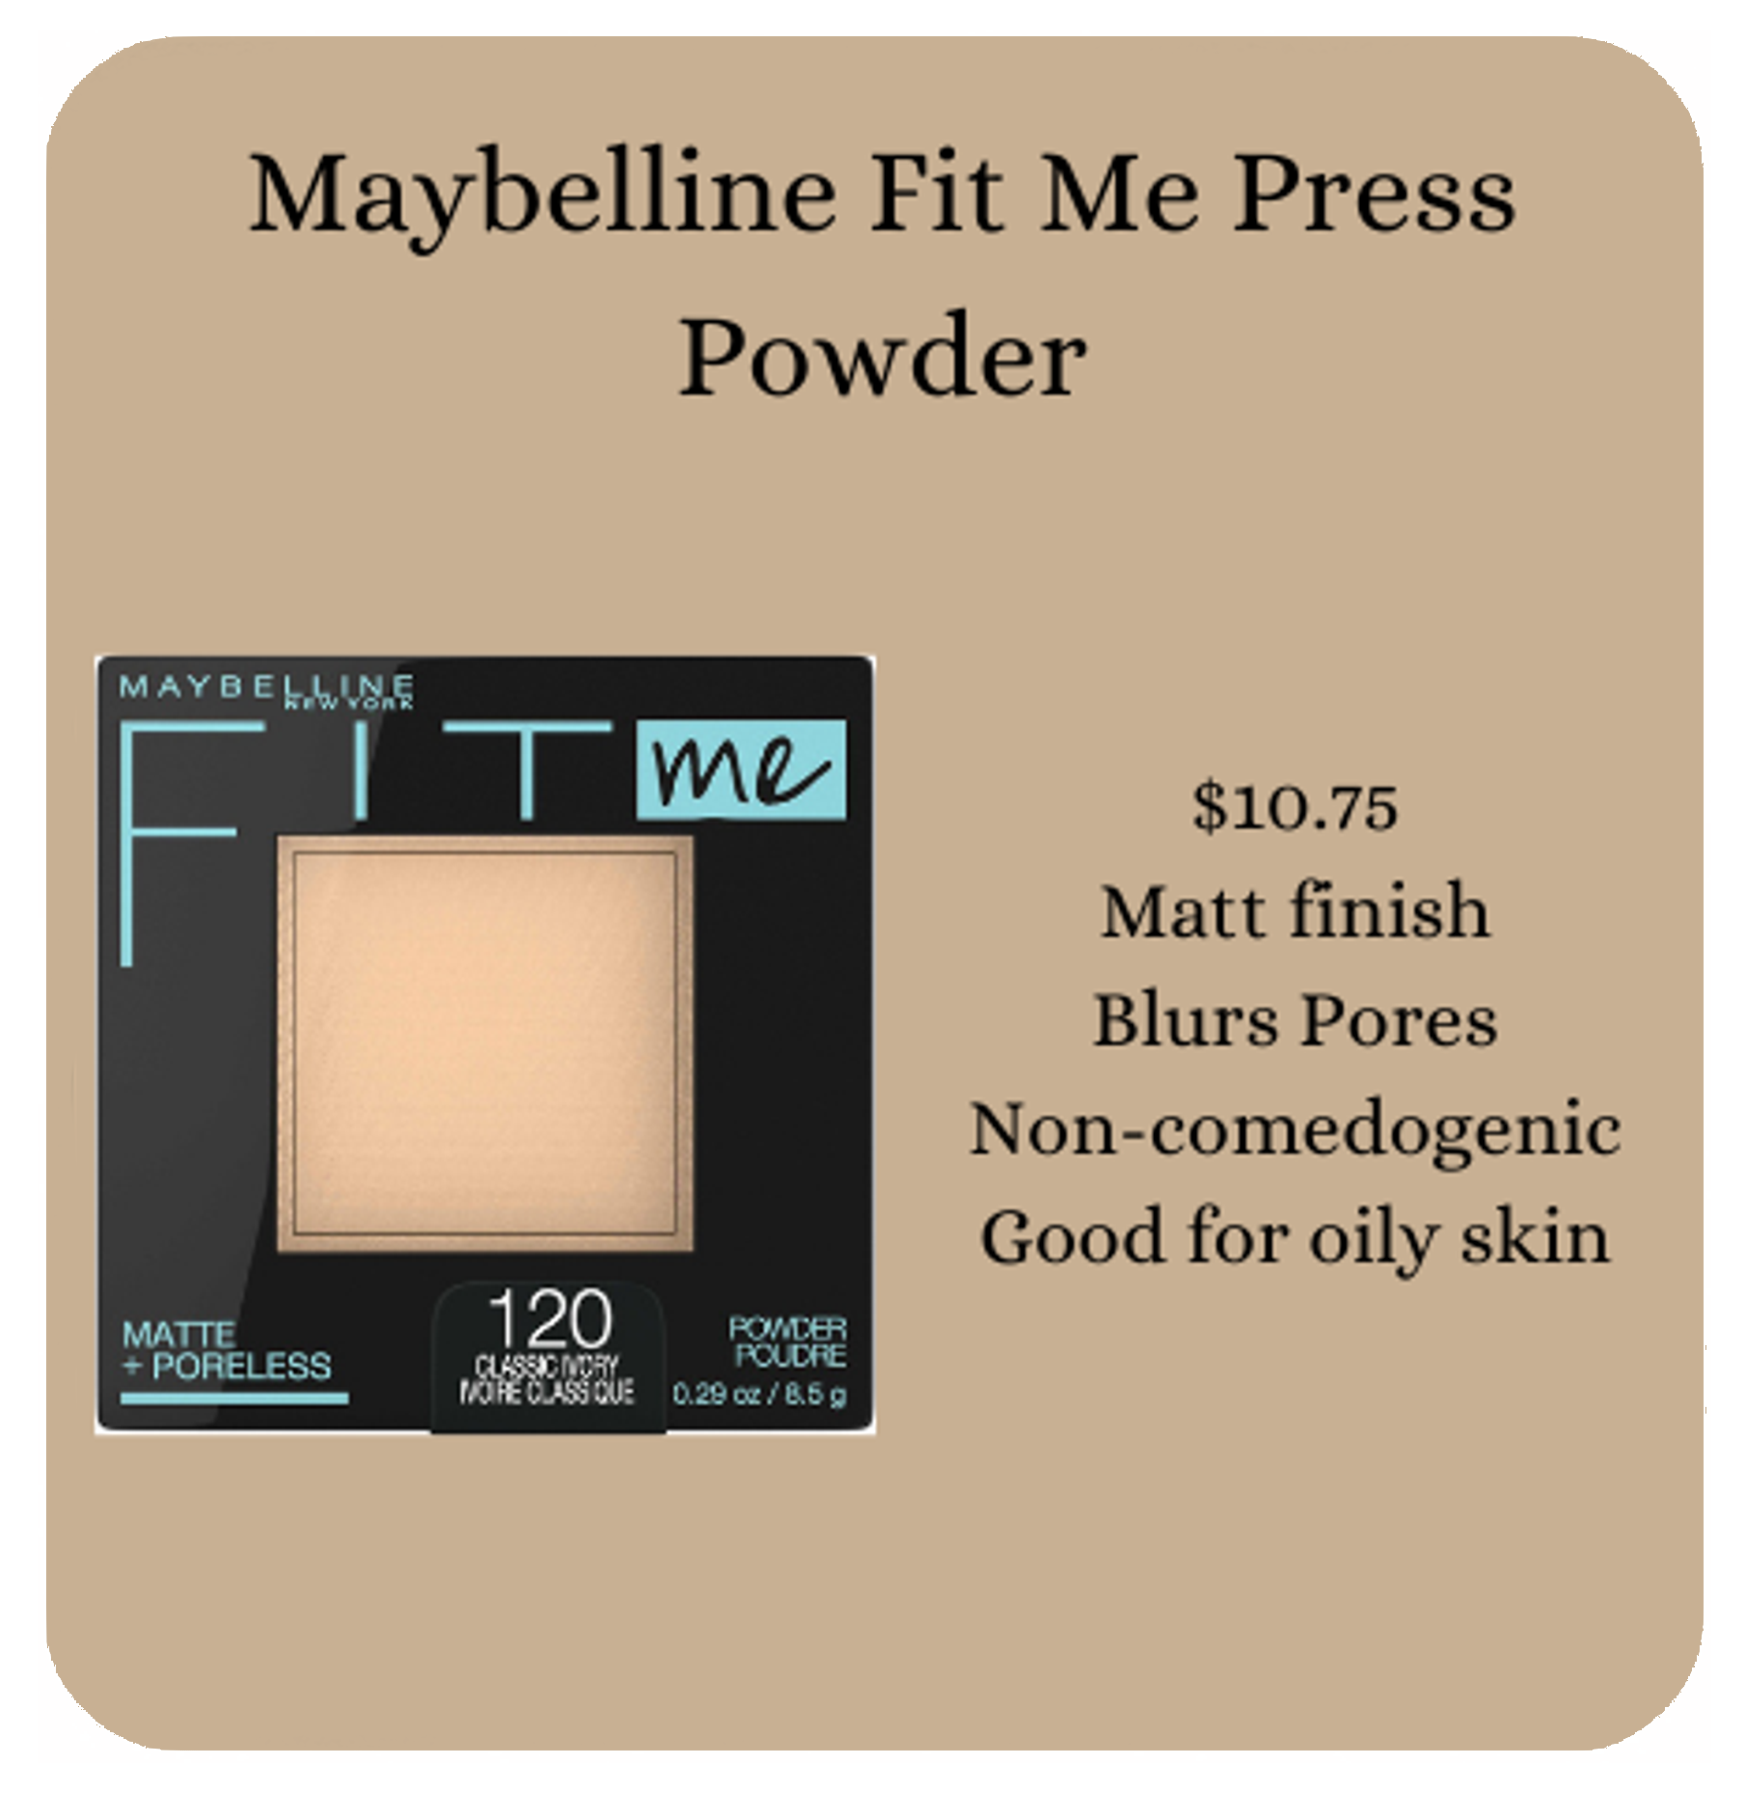 Maybelline Fit Me Press
Powder
MAYBELLINE
NEW YORK
FIT me
MATTE
+ PORELESS
120
CLASSIC IVORY
IVOIRE CLASSIQUE
POWDER
POUDRE
0.29 oz / 8.5 g
$10.75
Matt finish
Blurs Pores
Non-comedogenic
Good for oily skin